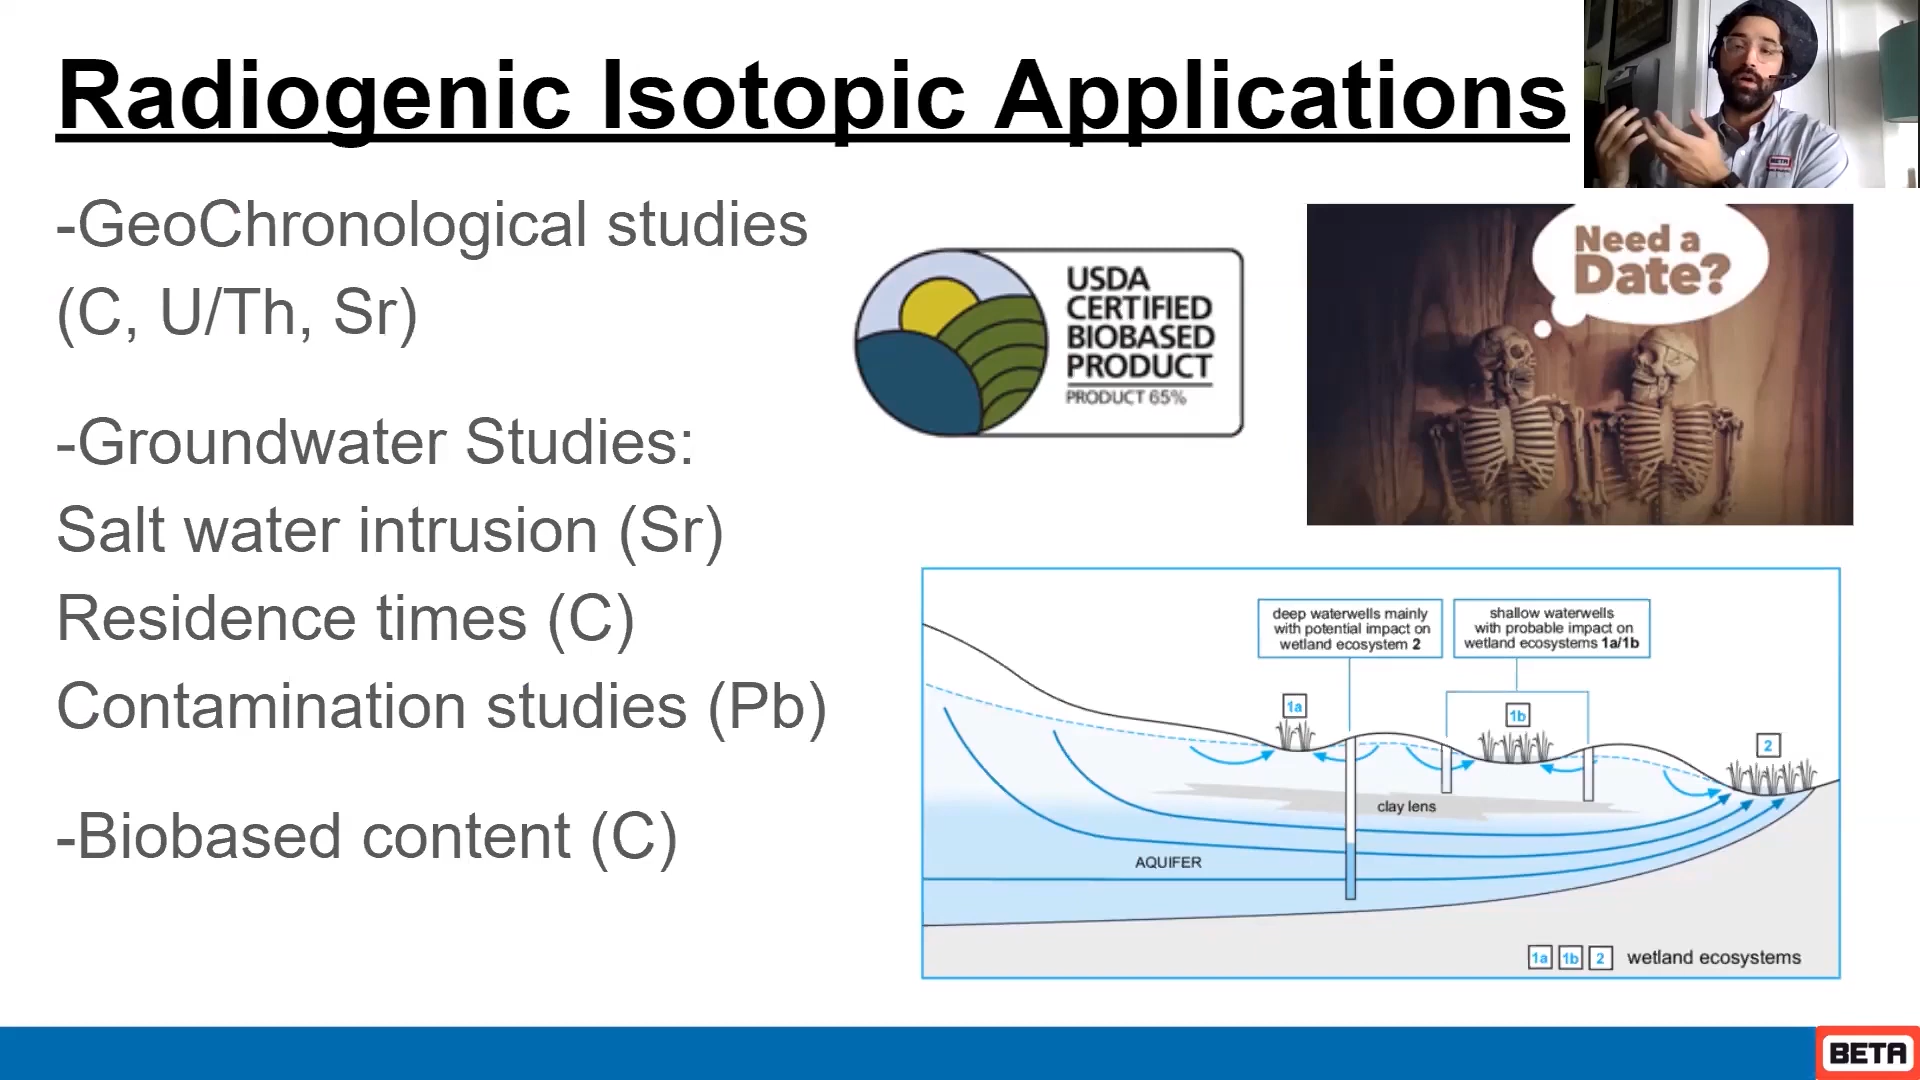 Radiogenic Isotopic Applications
BETA
-GeoChronological studies
(C, U/Th, Sr)
-Groundwater Studies:
Salt water intrusion (Sr)
Residence times (C)
Contamination studies (Pb)
-Biobased content (C)
USDA
CERTIFIED
BIOBASED
PRODUCT
PRODUCT 65%
Need a
Date?
deep waterwells mainly
with potential impact on
wetland ecosystem 2
shallow waterwells
with probable impact on
wetland ecosystems 1a/1b
1a
1b
2
clay lens
AQUIFER
1a 1b 2 wetland ecosystems
BETA